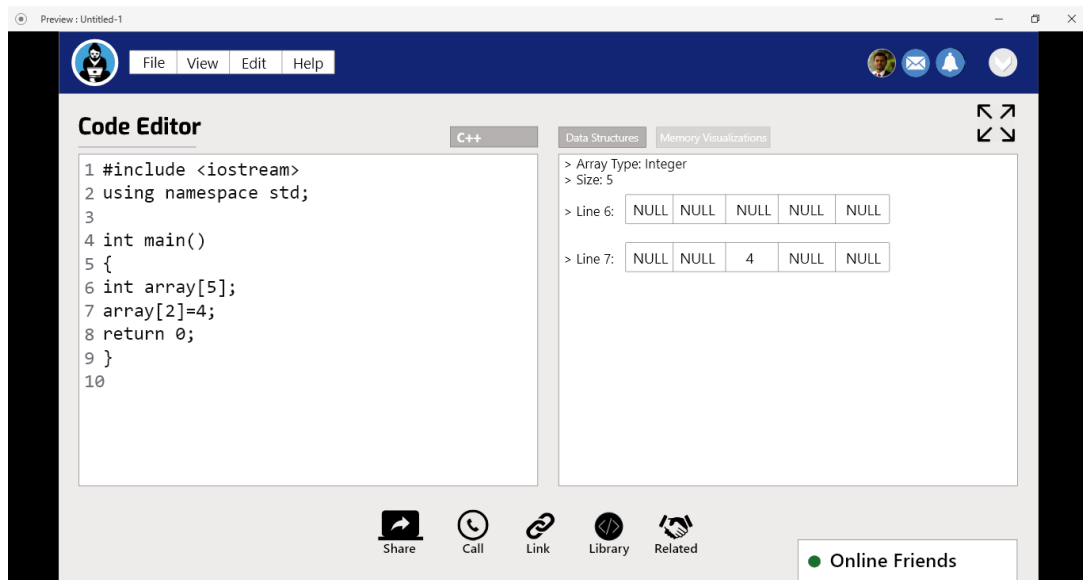 Preview : Untitled-1
File View Edit Help
Code Editor
C++
Data Structures Memory Visualizations
1 #include <iostream>
2 using namespace std;
3
4 int main()
5 {
6 int array[5];
7 array[2]=4;
8 return 0;
9 }
10
> Array Type: Integer
> Size: 5
> Line 6: NULL NULL NULL NULL NULL
> Line 7: NULL NULL 4 NULL NULL
Share Call Link Library Related
Online Friends